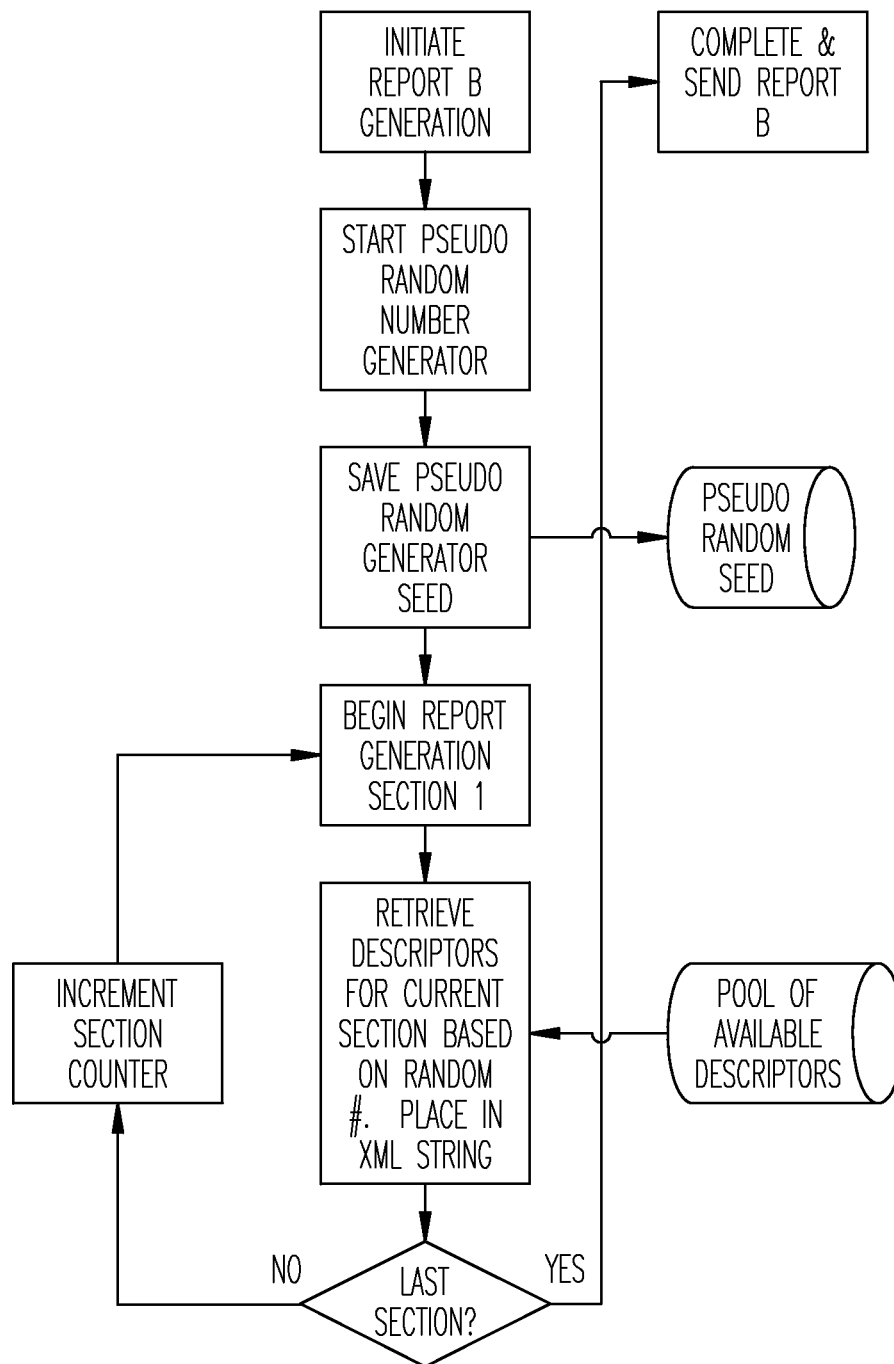 INITIATE
REPORT B
GENERATION
COMPLETE &
SEND REPORT
B
START PSEUDO
RANDOM
NUMBER
GENERATOR
SAVE PSEUDO
RANDOM
GENERATOR
SEED
PSEUDO
RANDOM
SEED
BEGIN REPORT
GENERATION
SECTION 1
RETRIEVE
DESCRIPTORS
FOR CURRENT
SECTION BASED
ON RANDOM
#. PLACE IN
XML STRING
INCREMENT
SECTION
COUNTER
POOL OF
AVAILABLE
DESCRIPTORS
NO
YES
LAST
SECTION?